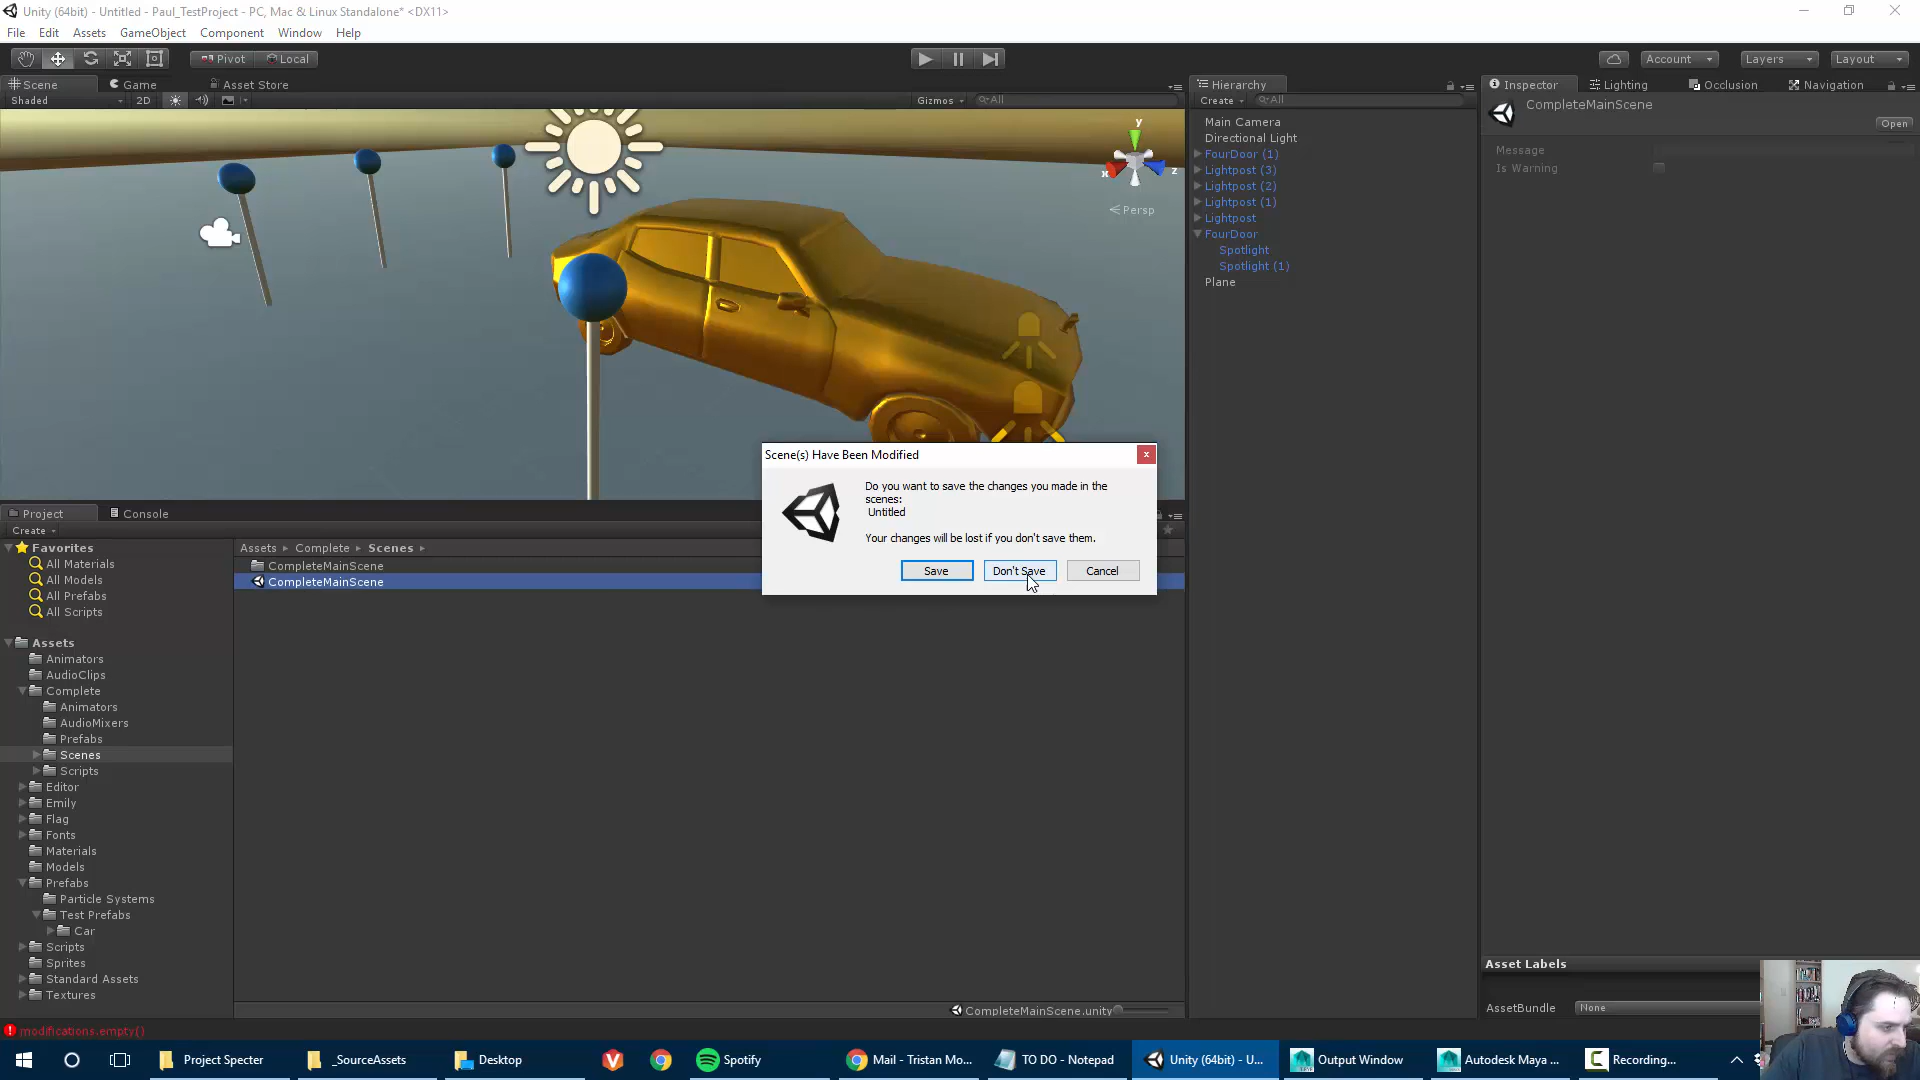 Unity (64bit) - Untitled - Paul_TestProject - PC, Mac & Linux Standalone* <DX11>
File Edit Assets GameObject Component Window Help
Pivot Local Account Layers Layout
Scene Game Asset Store
Shaded 2D Gizmos All
y
x z
Persp
Hierarchy
Create All
Main Camera
Directional Light
FourDoor (1)
Lightpost (3)
Lightpost (2)
Lightpost (1)
Lightpost
FourDoor
Spotlight
Spotlight (1)
Plane
Inspector Lighting Occlusion Navigation
CompleteMainScene
Open
Message
Is Warning
Scene(s) Have Been Modified
Do you want to save the changes you made in the
scenes:
Untitled
Your changes will be lost if you don't save them.
Save Don't Save Cancel
Project Console
Create
Favorites
All Materials
All Models
All Prefabs
All Scripts
Assets
Animators
AudioClips
Complete
Animators
AudioMixers
Prefabs
Scenes
Scripts
Editor
Emily
Flag
Fonts
Materials
Models
Prefabs
Particle Systems
Test Prefabs
Car
Scripts
Sprites
Standard Assets
Textures
Assets Complete Scenes
CompleteMainScene
CompleteMainScene
CompleteMainScene.unity
Asset Labels
AssetBundle None
modifications.empty()
Project Specter _SourceAssets Desktop Spotify Mail - Tristan Mo... TO DO - Notepad Unity (64bit) - U... Output Window Autodesk Maya ... Recording...